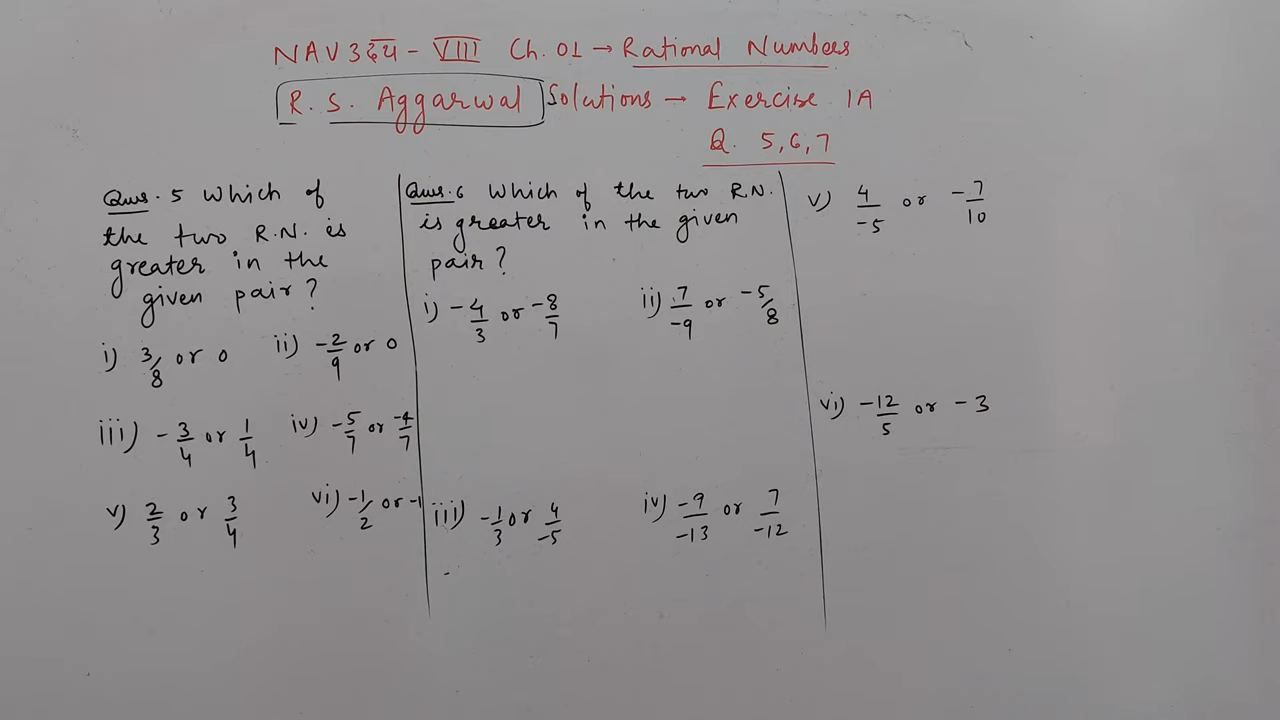 NAV उदय - VIII Ch. 01 → Rational Numbers
R. S. Aggarwal Solutions → Exercise 1A
Q. 5, 6, 7
Ques. 5 Which of
the two R.N. is
greater in the
given pair?
i) 3/8 or 0 ii) -2/9 or 0
iii) -3/4 or 1/4 iv) -5/7 or -4/7
v) 2/3 or 3/4 vi) -1/2 or -1
Ques. 6 Which of the two R.N.
is greater in the given
pair?
i) -4/3 or -8/7 ii) 7/-9 or -5/8
iii) -1/3 or 4/-5 iv) -9/-13 or 7/-12
v) 4/-5 or -7/10
vi) -12/5 or -3